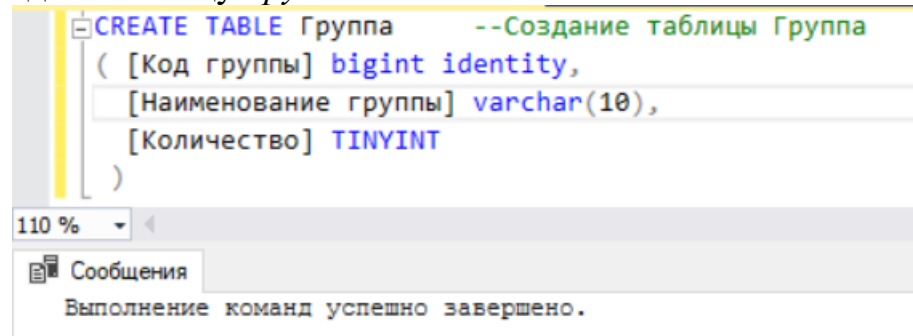 CREATE TABLE Группа --Создание таблицы Группа
( [Код группы] bigint identity,
[Наименование группы] varchar(10),
[Количество] TINYINT
)
110 %
Сообщения
Выполнение команд успешно завершено.